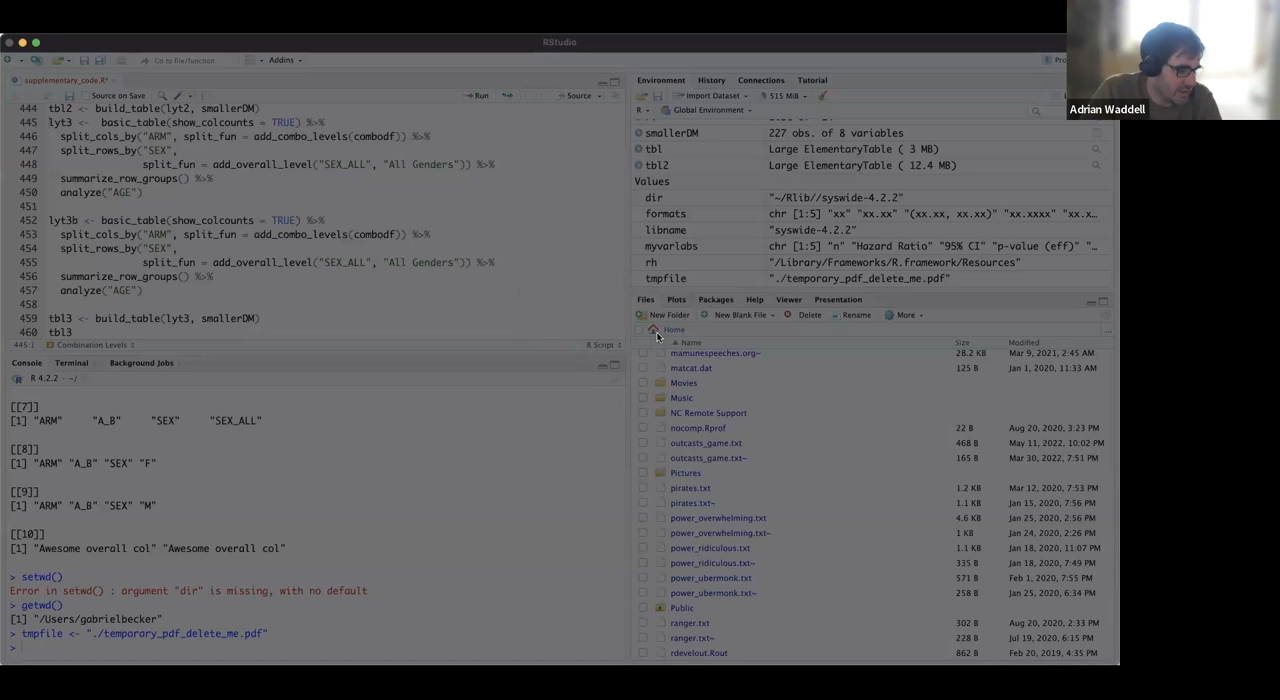 RStudio
Go to file/function
Addins
Adrian Waddell
supplementary_code.R*
Source on Save
Run
Source
444 tbl2 <- build_table(lyt2, smallerDM)
445 lyt3 <- basic_table(show_colcounts = TRUE) %>%
446 split_cols_by("ARM", split_fun = add_combo_levels(combodf)) %>%
447 split_rows_by("SEX",
448 split_fun = add_overall_level("SEX_ALL", "All Genders")) %>%
449 summarize_row_groups() %>%
450 analyze("AGE")
451
452 lyt3b <- basic_table(show_colcounts = TRUE) %>%
453 split_cols_by("ARM", split_fun = add_combo_levels(combodf)) %>%
454 split_rows_by("SEX",
455 split_fun = add_overall_level("SEX_ALL", "All Genders")) %>%
456 summarize_row_groups() %>%
457 analyze("AGE")
458
459 tbl3 <- build_table(lyt3, smallerDM)
460 tbl3
445:1 Combination Levels
R Script
Console Terminal Background Jobs
R 4.2.2 · ~/
[[7]]
[1] "ARM" "A_B" "SEX" "SEX_ALL"
[[8]]
[1] "ARM" "A_B" "SEX" "F"
[[9]]
[1] "ARM" "A_B" "SEX" "M"
[[10]]
[1] "Awesome overall col" "Awesome overall col"
> setwd()
Error in setwd() : argument "dir" is missing, with no default
> getwd()
[1] "/Users/gabrielbecker"
> tmpfile <- "./temporary_pdf_delete_me.pdf"
>
Environment History Connections Tutorial
Import Dataset 515 MiB
R Global Environment
smallerDM 227 obs. of 8 variables
tbl Large ElementaryTable ( 3 MB)
tbl2 Large ElementaryTable ( 12.4 MB)
Values
dir "~/Rlib//syswide-4.2.2"
formats chr [1:5] "xx" "xx.xx" "(xx.xx, xx.xx)" "xx.xxxx" "xx.x…
libname "syswide-4.2.2"
myvarlabs chr [1:5] "n" "Hazard Ratio" "95% CI" "p-value (eff)" "…
rh "/Library/Frameworks/R.framework/Resources"
tmpfile "./temporary_pdf_delete_me.pdf"
Files Plots Packages Help Viewer Presentation
New Folder New Blank File Delete Rename More
Home
Name Size Modified
mamunespeeches.org~ 28.2 KB Mar 9, 2021, 2:45 AM
matcat.dat 125 B Jan 1, 2020, 11:33 AM
Movies
Music
NC Remote Support
nocomp.Rprof 22 B Aug 20, 2020, 3:23 PM
outcasts_game.txt 468 B May 11, 2022, 10:02 PM
outcasts_game.txt~ 165 B Mar 30, 2022, 7:51 PM
Pictures
pirates.txt 1.2 KB Mar 12, 2020, 7:53 PM
pirates.txt~ 1.1 KB Jan 15, 2020, 7:56 PM
power_overwhelming.txt 4.6 KB Jan 25, 2020, 7:56 PM
power_overwhelming.txt~ 1 KB Jan 24, 2020, 2:26 PM
power_ridiculous.txt 1.1 KB Jan 18, 2020, 11:07 PM
power_ridiculous.txt~ 335 B Jan 18, 2020, 7:49 PM
power_ubermonk.txt 571 B Feb 1, 2020, 7:55 PM
power_ubermonk.txt~ 258 B Jan 25, 2020, 6:34 PM
Public
ranger.txt 302 B Aug 20, 2020, 2:33 PM
ranger.txt~ 228 B Jul 19, 2020, 6:15 PM
rdevelout.Rout 862 B Feb 20, 2019, 4:35 PM